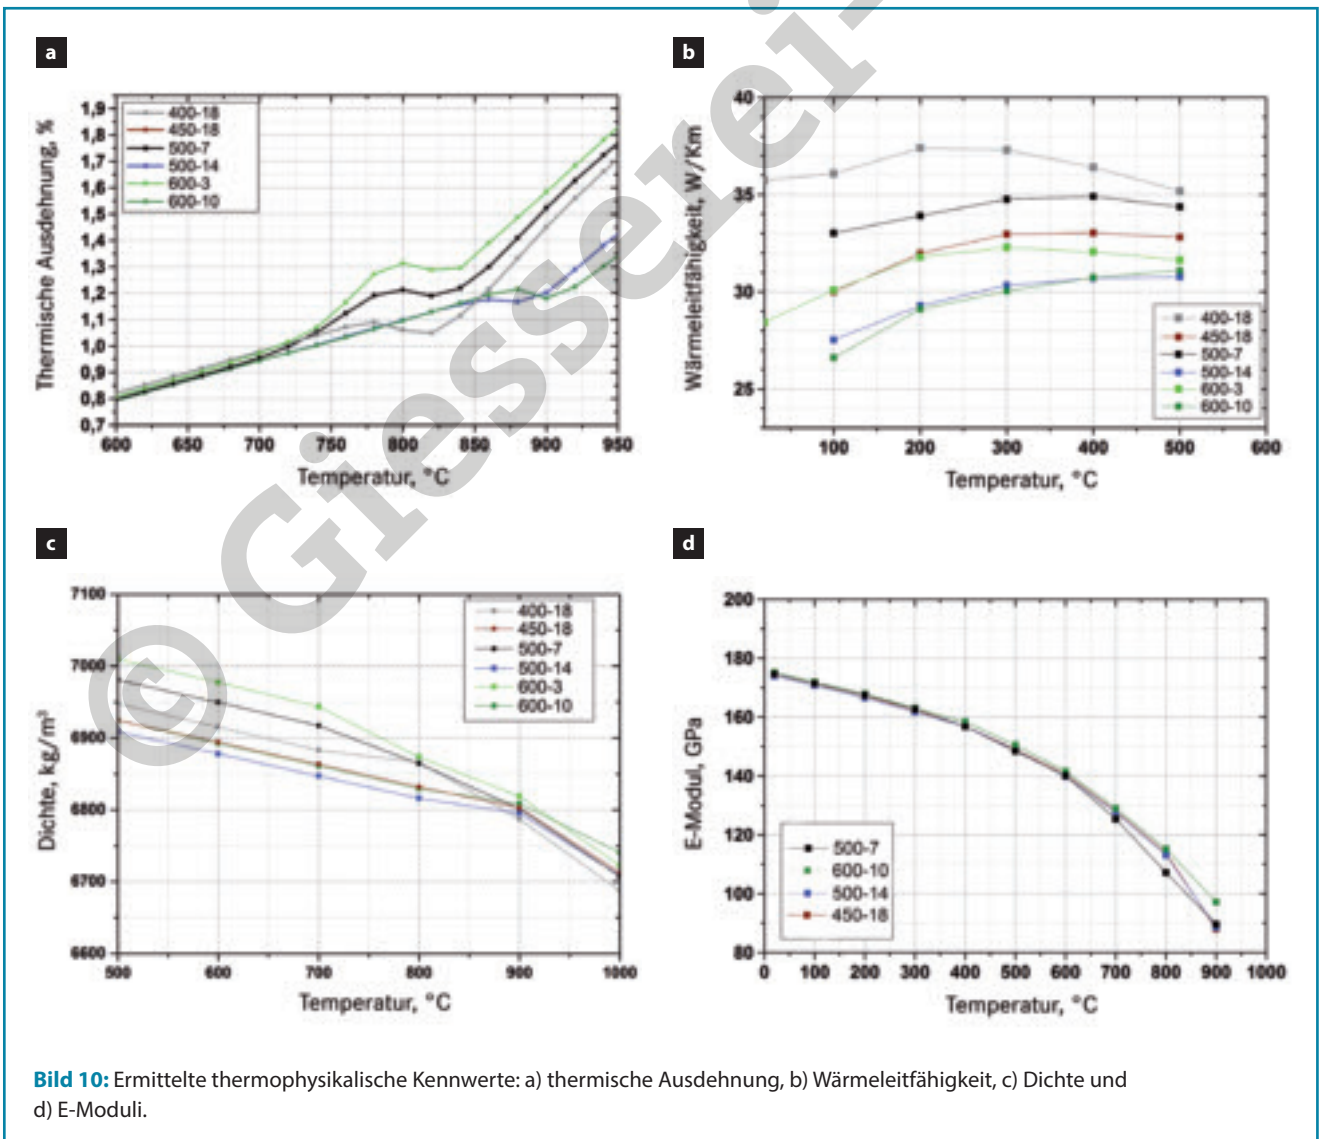 a
1,9
1,8
1,7
1,6
1,5
1,4
1,3
1,2
1,1
1,0
0,9
0,8
0,7
Thermische Ausdehnung, %
400-18
450-18
500-7
500-14
600-3
600-10
600 650 700 750 800 850 900 950
Temperatur, °C
b
40
35
30
25
Wärmeleitfähigkeit, W/Km
400-18
450-18
500-7
500-14
600-3
600-10
100 200 300 400 500 600
Temperatur, °C
c
7100
7000
6900
6800
6700
6600
Dichte, kg/m³
400-18
450-18
500-7
500-14
600-3
600-10
500 600 700 800 900 1000
Temperatur, °C
d
200
180
160
140
120
100
80
E-Modul, GPa
500-7
600-10
500-14
450-18
0 100 200 300 400 500 600 700 800 900 1000
Temperatur, °C
© Giesserei-
Bild 10: Ermittelte thermophysikalische Kennwerte: a) thermische Ausdehnung, b) Wärmeleitfähigkeit, c) Dichte und
d) E-Moduli.